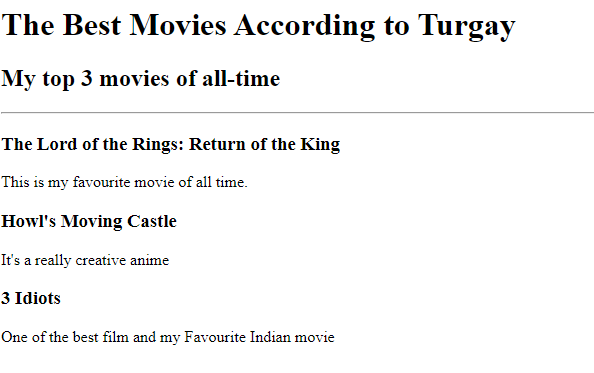 The Best Movies According to Turgay
My top 3 movies of all-time
The Lord of the Rings: Return of the King
This is my favourite movie of all time.
Howl's Moving Castle
It's a really creative anime
3 Idiots
One of the best film and my Favourite Indian movie